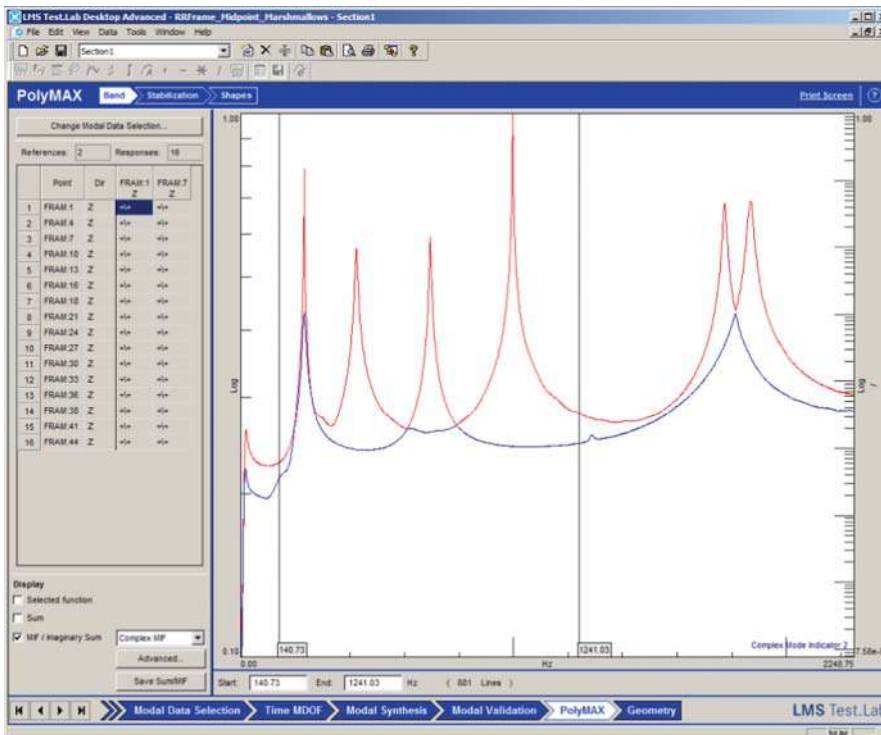 LMS Test.Lab Desktop Advanced - RRFrame_Midpoint_Marshmallows - Section1
File Edit View Data Tools Window Help
Section1
PolyMAX Band Stabilization Shapes Print Screen
Change Modal Data Selection...
References: 2 Responses: 16
Point Dir FRAM:1 Z FRAM:7 Z
1 FRAM:1 Z
2 FRAM:4 Z
3 FRAM:7 Z
4 FRAM:10 Z
5 FRAM:13 Z
6 FRAM:16 Z
7 FRAM:18 Z
8 FRAM:21 Z
9 FRAM:24 Z
10 FRAM:27 Z
11 FRAM:30 Z
12 FRAM:33 Z
13 FRAM:36 Z
14 FRAM:38 Z
15 FRAM:41 Z
16 FRAM:44 Z
Display
Selected function
Sum
MIF / Imaginary Sum Complex MIF
Advanced...
Save Sum/MIF
1.00
1.00
Log
Log
/
0.10
140.73
1241.03
Complex Mode Indicator 2
0.00
Hz
2248.75
Start: 140.73 End: 1241.03 Hz ( 881 Lines )
Modal Data Selection Time MDOF Modal Synthesis Modal Validation PolyMAX Geometry LMS Test.Lab